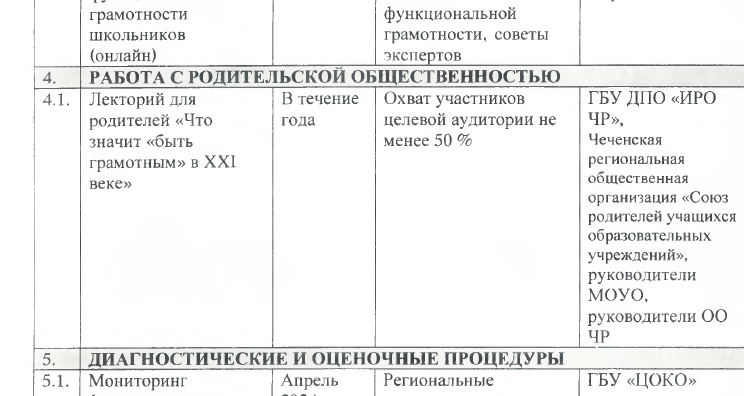 грамотности
школьников
(онлайн)
функциональной
грамотности, советы
экспертов
4. РАБОТА С РОДИТЕЛЬСКОЙ ОБЩЕСТВЕННОСТЬЮ
4.1.
Лекторий для
родителей «Что
значит «быть
грамотным» в XXI
веке»
В течение
года
Охват участников
целевой аудитории не
менее 50 %
ГБУ ДПО «ИРО
ЧР»,
Чеченская
региональная
общественная
организация «Союз
родителей учащихся
образовательных
учреждений»,
руководители
МОУО,
руководители ОО
ЧР
5. ДИАГНОСТИЧЕСКИЕ И ОЦЕНОЧНЫЕ ПРОЦЕДУРЫ
5.1.
Мониторинг
Апрель
Региональные
ГБУ «ЦОКО»